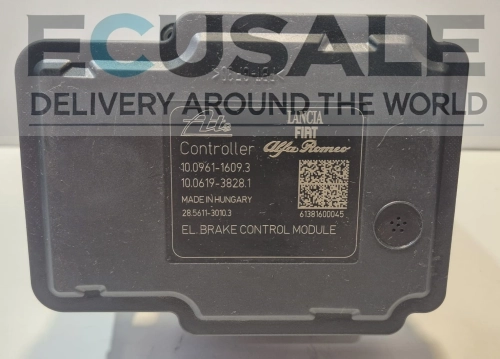 ECUSALE
DELIVERY AROUND THE WORLD
Ate
LANCIA
FIAT
Controller Alfa Romeo
10.0961-1609.3
10.0619-3828.1
MADE IN HUNGARY
28.5611-3010.3
61381600045
EL. BRAKE CONTROL MODULE